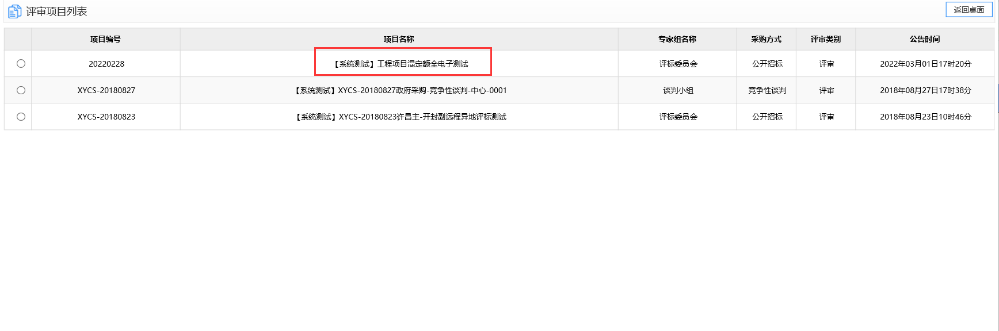 评审项目列表 返回桌面
项目编号 项目名称 专家组名称 采购方式 评审类别 公告时间
20220228 【系统测试】工程项目混定额全电子测试 评标委员会 公开招标 评审 2022年03月01日17时20分
XYCS-20180827 【系统测试】XYCS-20180827政府采购-竞争性谈判-中心-0001 谈判小组 竞争性谈判 评审 2018年08月27日17时38分
XYCS-20180823 【系统测试】XYCS-20180823许昌主-开封副远程异地评标测试 评标委员会 公开招标 评审 2018年08月23日10时46分